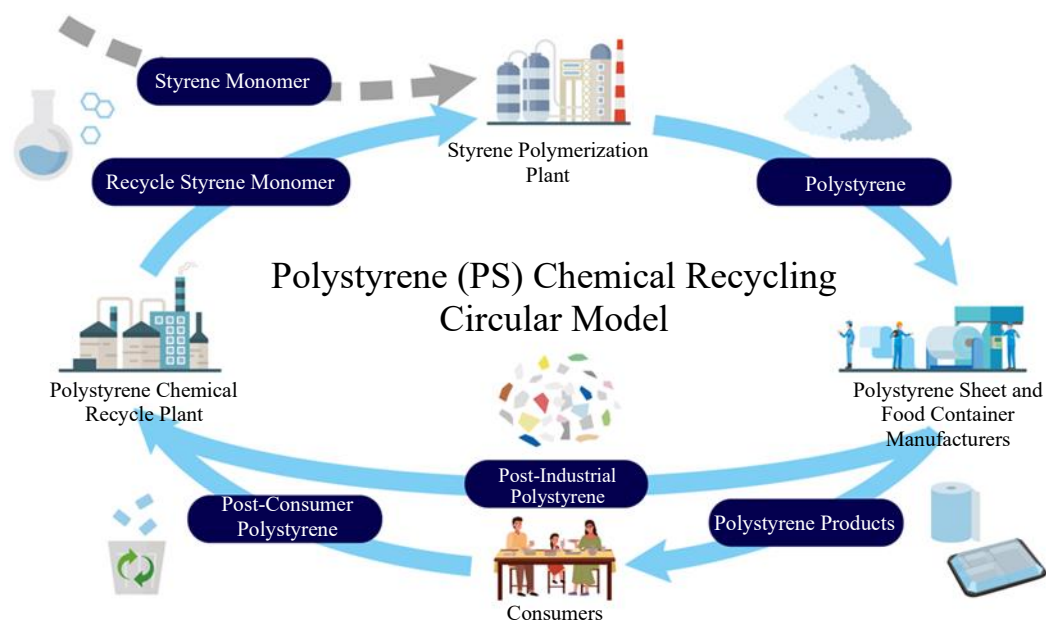 Styrene Monomer
Styrene Polymerization
Plant
Recycle Styrene Monomer
Polystyrene
Polystyrene (PS) Chemical Recycling
Circular Model
Polystyrene Chemical
Recycle Plant
Polystyrene Sheet and
Food Container
Manufacturers
Post-Industrial
Polystyrene
Post-Consumer
Polystyrene
Polystyrene Products
Consumers